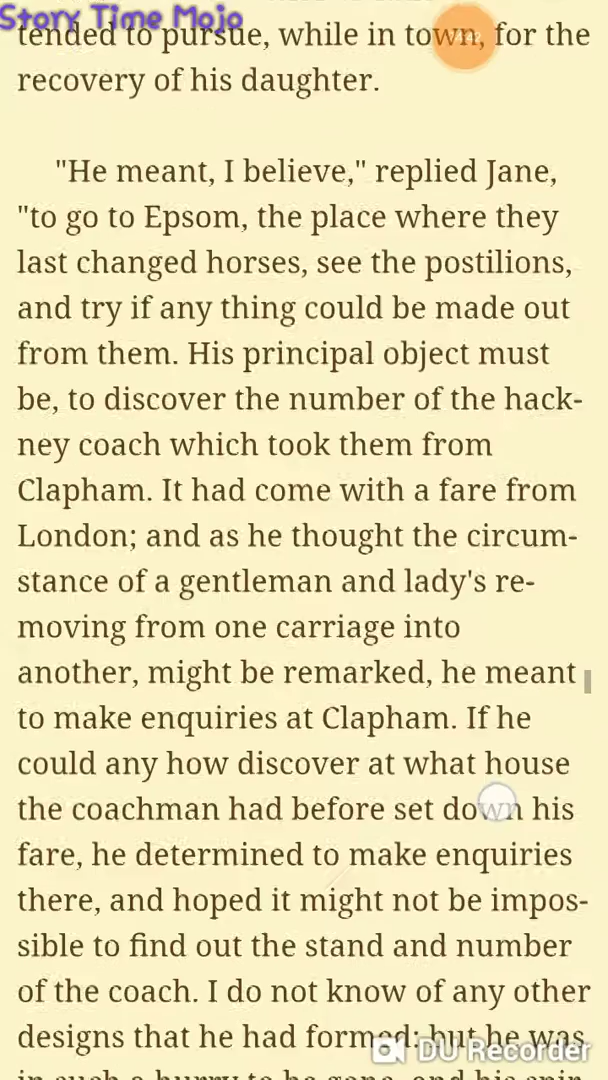 Story Time Mojo
tended to pursue, while in town, for the
recovery of his daughter.
"He meant, I believe," replied Jane,
"to go to Epsom, the place where they
last changed horses, see the postilions,
and try if any thing could be made out
from them. His principal object must
be, to discover the number of the hack-
ney coach which took them from
Clapham. It had come with a fare from
London; and as he thought the circum-
stance of a gentleman and lady's re-
moving from one carriage into
another, might be remarked, he meant
to make enquiries at Clapham. If he
could any how discover at what house
the coachman had before set down his
fare, he determined to make enquiries
there, and hoped it might not be impos-
sible to find out the stand and number
of the coach. I do not know of any other
designs that he had formed: but he was
DU Recorder